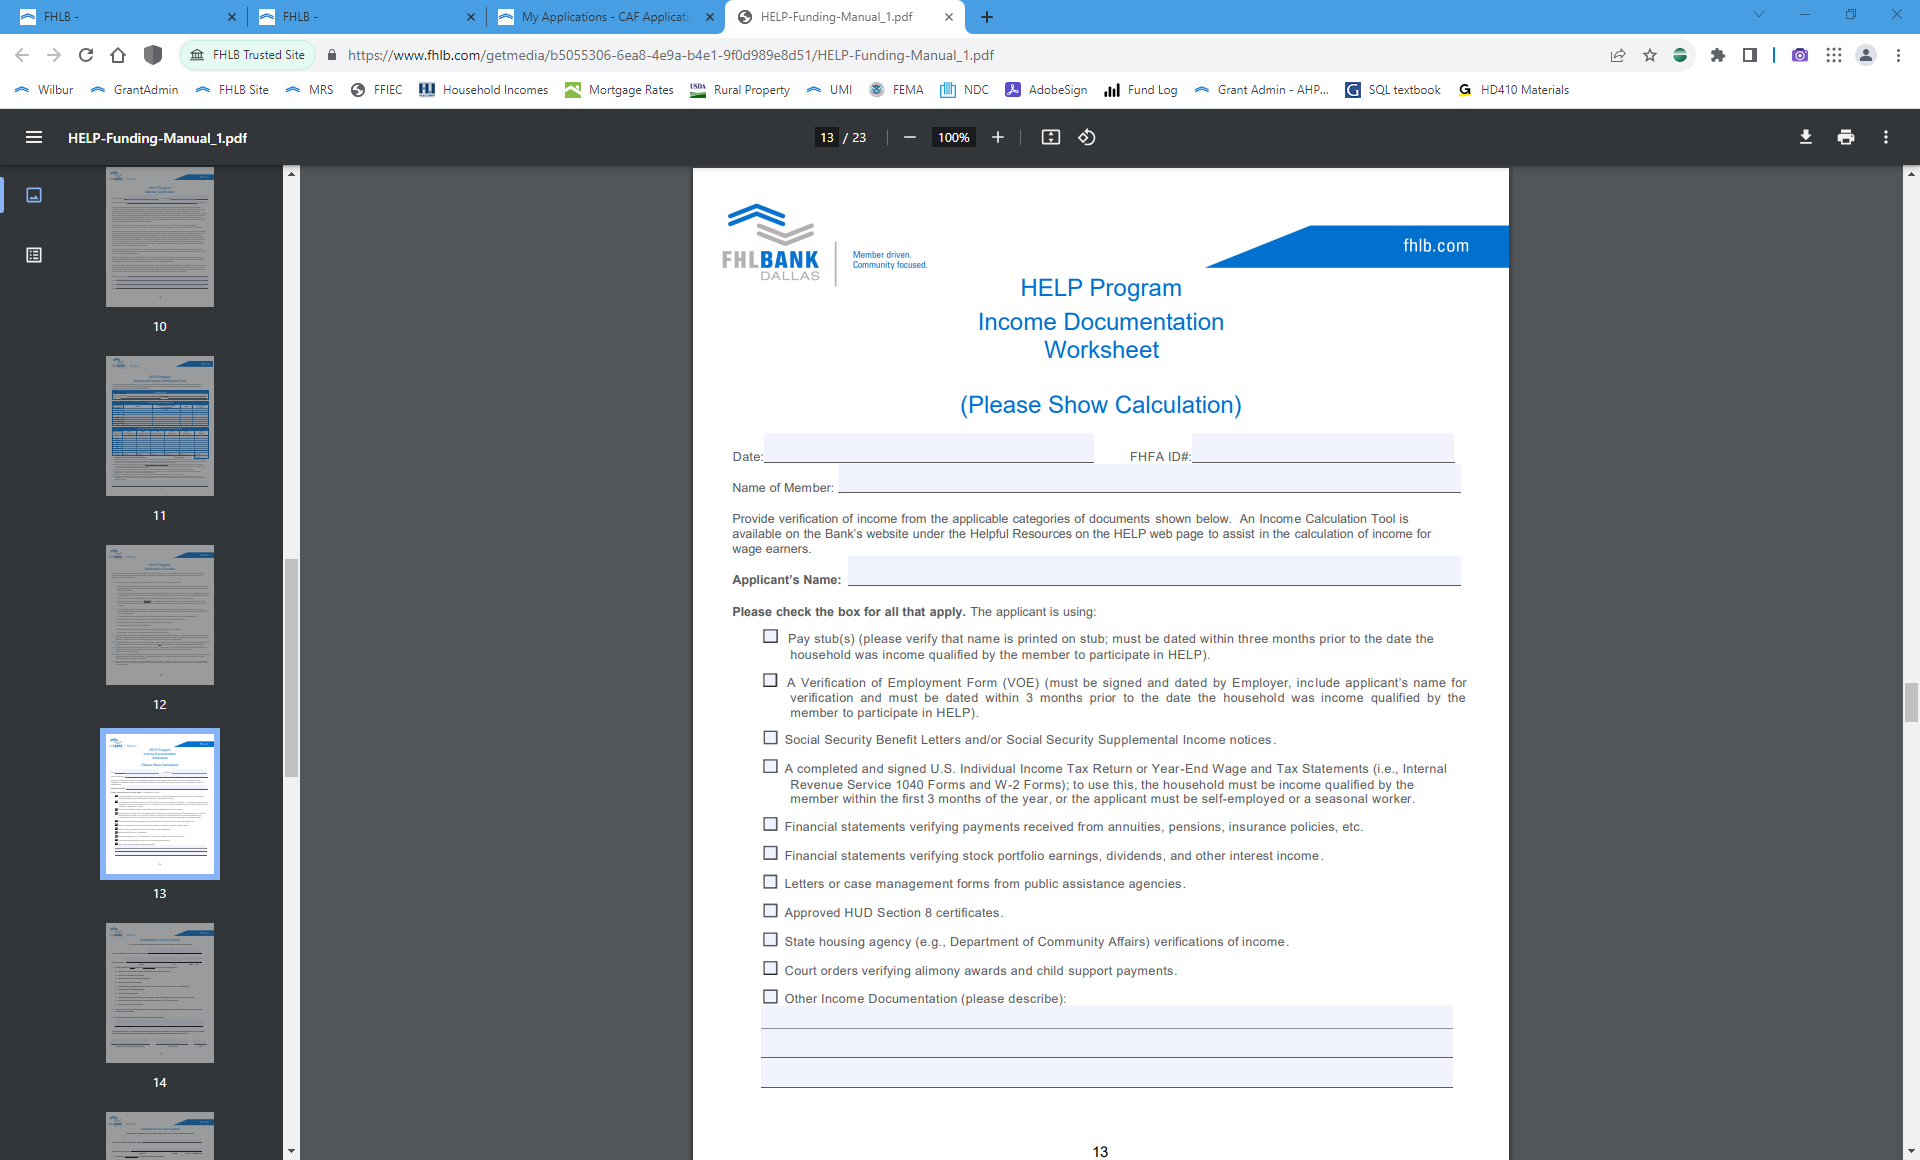 FHLB -
FHLB -
My Applications - CAF Applicati
HELP-Funding-Manual_1.pdf
FHLB Trusted Site
https://www.fhlb.com/getmedia/b5055306-6ea8-4e9a-b4e1-9f0d989e8d51/HELP-Funding-Manual_1.pdf
Wilbur GrantAdmin FHLB Site MRS FFIEC Household Incomes Mortgage Rates USDA Rural Property UMI FEMA NDC AdobeSign Fund Log Grant Admin - AHP... SQL textbook HD410 Materials
HELP-Funding-Manual_1.pdf
13 / 23
100%
10
11
12
13
14
FHLBANK
DALLAS
Member driven.
Community focused.
fhlb.com
HELP Program
Income Documentation
Worksheet
(Please Show Calculation)
Date: FHFA ID#:
Name of Member:
Provide verification of income from the applicable categories of documents shown below. An Income Calculation Tool is
available on the Bank's website under the Helpful Resources on the HELP web page to assist in the calculation of income for
wage earners.
Applicant's Name:
Please check the box for all that apply. The applicant is using:
Pay stub(s) (please verify that name is printed on stub; must be dated within three months prior to the date the
household was income qualified by the member to participate in HELP).
A Verification of Employment Form (VOE) (must be signed and dated by Employer, include applicant's name for
verification and must be dated within 3 months prior to the date the household was income qualified by the
member to participate in HELP).
Social Security Benefit Letters and/or Social Security Supplemental Income notices.
A completed and signed U.S. Individual Income Tax Return or Year-End Wage and Tax Statements (i.e., Internal
Revenue Service 1040 Forms and W-2 Forms); to use this, the household must be income qualified by the
member within the first 3 months of the year, or the applicant must be self-employed or a seasonal worker.
Financial statements verifying payments received from annuities, pensions, insurance policies, etc.
Financial statements verifying stock portfolio earnings, dividends, and other interest income.
Letters or case management forms from public assistance agencies.
Approved HUD Section 8 certificates.
State housing agency (e.g., Department of Community Affairs) verifications of income.
Court orders verifying alimony awards and child support payments.
Other Income Documentation (please describe):
13